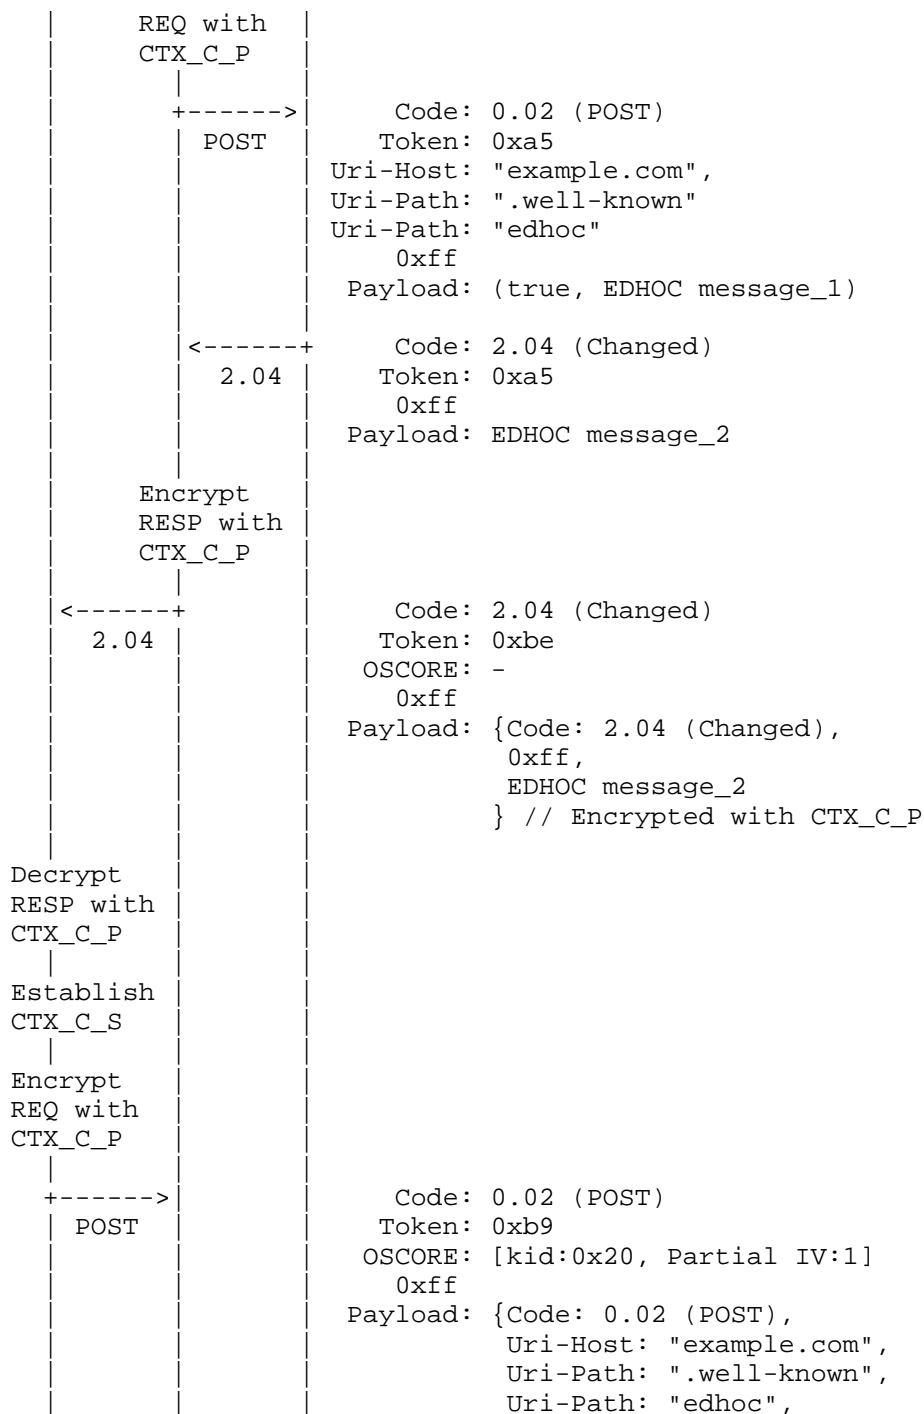 REQ with
CTX_C_P
Code: 0.02 (POST)
POST Token: 0xa5
Uri-Host: "example.com",
Uri-Path: ".well-known"
Uri-Path: "edhoc"
0xff
Payload: (true, EDHOC message_1)
Code: 2.04 (Changed)
2.04 Token: 0xa5
0xff
Payload: EDHOC message_2
Encrypt
RESP with
CTX_C_P
Code: 2.04 (Changed)
2.04 Token: 0xbe
OSCORE: -
0xff
Payload: {Code: 2.04 (Changed),
0xff,
EDHOC message_2
} // Encrypted with CTX_C_P
Decrypt
RESP with
CTX_C_P
Establish
CTX_C_S
Encrypt
REQ with
CTX_C_P
Code: 0.02 (POST)
POST Token: 0xb9
OSCORE: [kid:0x20, Partial IV:1]
0xff
Payload: {Code: 0.02 (POST),
Uri-Host: "example.com",
Uri-Path: ".well-known",
Uri-Path: "edhoc",